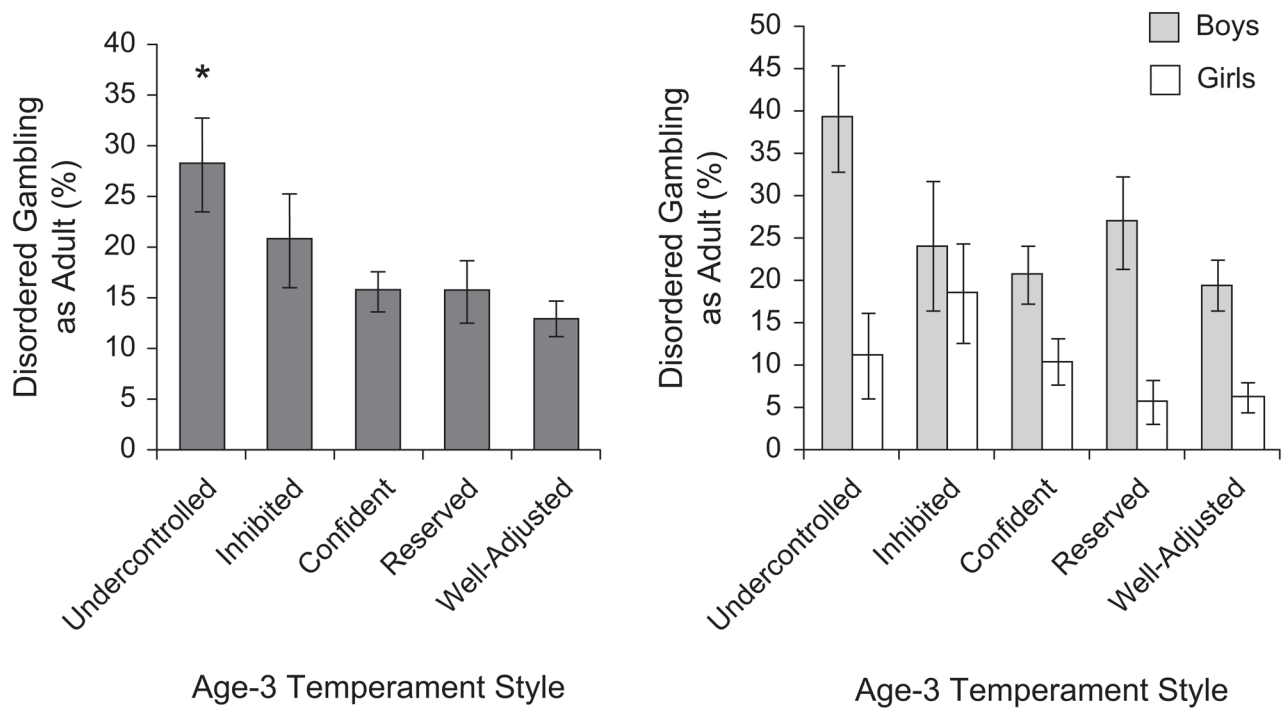 Disordered Gambling
as Adult (%)
40
35
30
25
20
15
10
5
0
*
Undercontrolled
Inhibited
Confident
Reserved
Well-Adjusted
Age-3 Temperament Style
Disordered Gambling
as Adult (%)
50
45
40
35
30
25
20
15
10
5
0
Boys
Girls
Undercontrolled
Inhibited
Confident
Reserved
Well-Adjusted
Age-3 Temperament Style